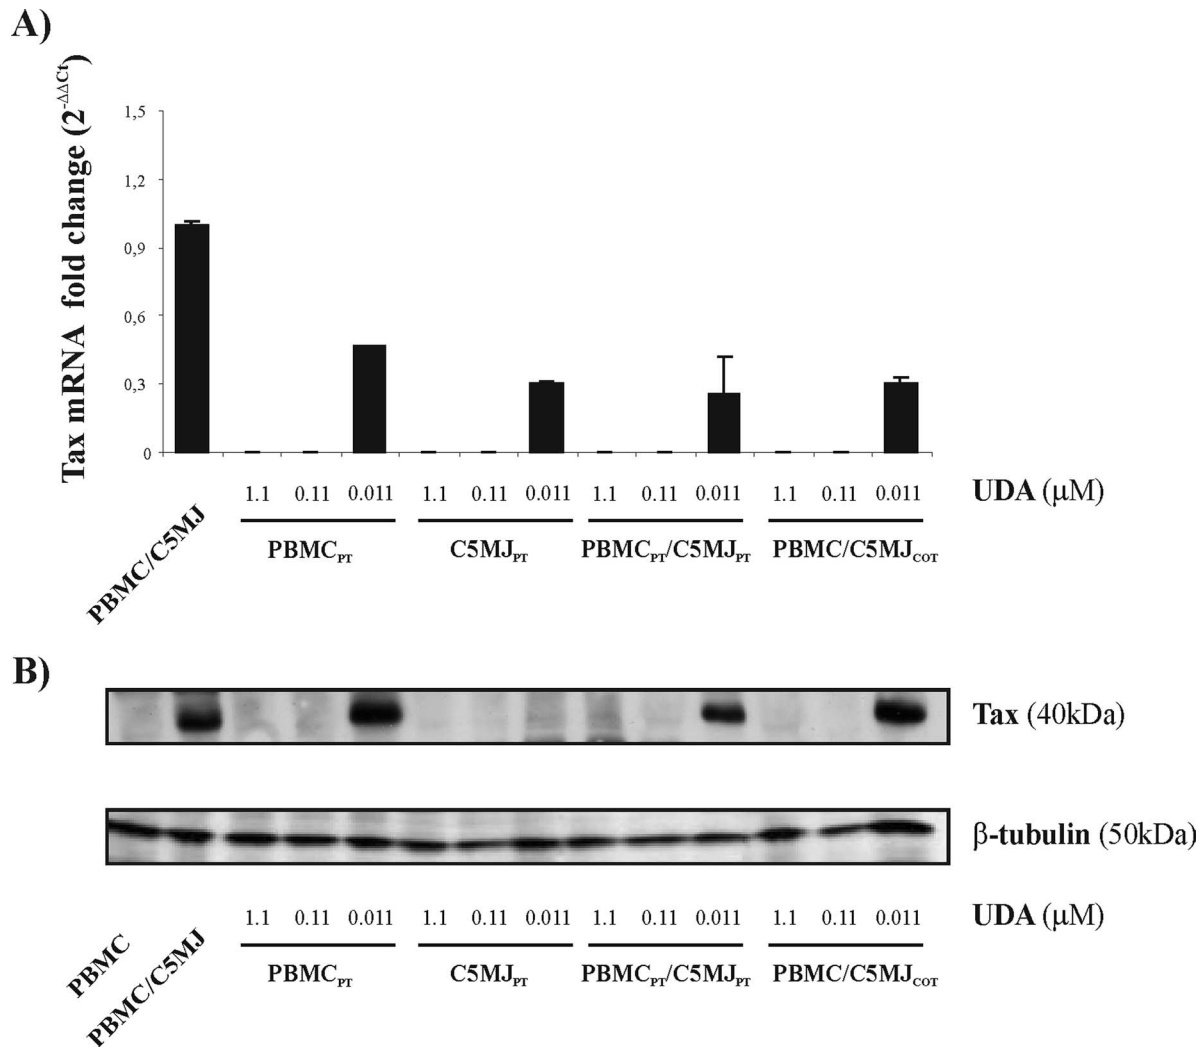 A)
Tax mRNA fold change (2-ΔΔCt)
1,5
1,2
0,9
0,6
0,3
0
1.1 0.11 0.011 1.1 0.11 0.011 1.1 0.11 0.011 1.1 0.11 0.011 UDA (μM)
PBMC/C5MJ
PBMCPT C5MJPT PBMCPT/C5MJPT PBMC/C5MJCOT
B)
Tax (40kDa)
β-tubulin (50kDa)
1.1 0.11 0.011 1.1 0.11 0.011 1.1 0.11 0.011 1.1 0.11 0.011 UDA (μM)
PBMC
PBMC/C5MJ
PBMCPT C5MJPT PBMCPT/C5MJPT PBMC/C5MJCOT